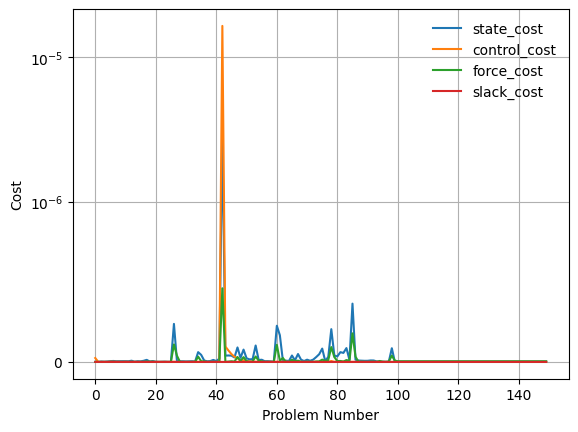 state_cost
control_cost
force_cost
slack_cost
10⁻⁵
10⁻⁶
0
Cost
0 20 40 60 80 100 120 140
Problem Number